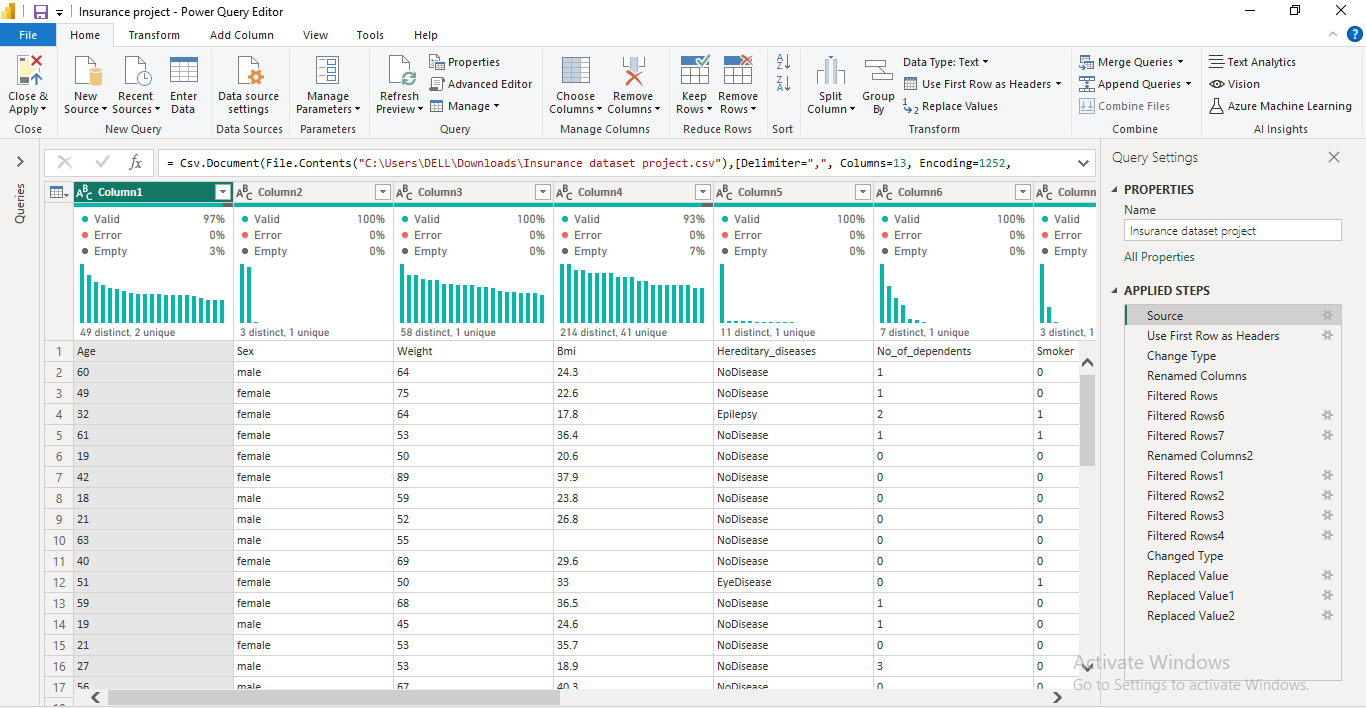 Insurance project - Power Query Editor
File Home Transform Add Column View Tools Help
Close & Apply
New Source
Recent Sources
Enter Data
Data source settings
Manage Parameters
Refresh Preview
Properties
Advanced Editor
Manage
Choose Columns
Remove Columns
Keep Rows
Remove Rows
Split Column
Group By
Data Type: Text
Use First Row as Headers
Replace Values
Merge Queries
Append Queries
Combine Files
Text Analytics
Vision
Azure Machine Learning
Close New Query Data Sources Parameters Query Manage Columns Reduce Rows Sort Transform Combine AI Insights
= Csv.Document(File.Contents("C:\Users\DELL\Downloads\Insurance dataset project.csv"),[Delimiter=",", Columns=13, Encoding=1252,
Queries
Column1 Column2 Column3 Column4 Column5 Column6 Column
Valid 97% Valid 100% Valid 100% Valid 93% Valid 100% Valid 100% Valid
Error 0% Error 0% Error 0% Error 0% Error 0% Error 0% Error
Empty 3% Empty 0% Empty 0% Empty 7% Empty 0% Empty 0% Empty
49 distinct, 2 unique 3 distinct, 1 unique 58 distinct, 1 unique 214 distinct, 41 unique 11 distinct, 1 unique 7 distinct, 1 unique 3 distinct, 1
1 Age Sex Weight Bmi Hereditary_diseases No_of_dependents Smoker
2 60 male 64 24.3 NoDisease 1 0
3 49 female 75 22.6 NoDisease 1 0
4 32 female 64 17.8 Epilepsy 2 1
5 61 female 53 36.4 NoDisease 1 1
6 19 female 50 20.6 NoDisease 0 0
7 42 female 89 37.9 NoDisease 0 0
8 18 male 59 23.8 NoDisease 0 0
9 21 male 52 26.8 NoDisease 0 0
10 63 male 55 NoDisease 0 0
11 40 female 69 29.6 NoDisease 0 0
12 51 female 50 33 EyeDisease 0 1
13 59 female 68 36.5 NoDisease 1 0
14 19 male 45 24.6 NoDisease 1 0
15 21 female 53 35.7 NoDisease 0 0
16 27 male 53 18.9 NoDisease 3 0
17 56 male 67 40.3 NoDisease 0 0
Query Settings
PROPERTIES
Name
Insurance dataset project
All Properties
APPLIED STEPS
Source
Use First Row as Headers
Change Type
Renamed Columns
Filtered Rows
Filtered Rows6
Filtered Rows7
Renamed Columns2
Filtered Rows1
Filtered Rows2
Filtered Rows3
Filtered Rows4
Changed Type
Replaced Value
Replaced Value1
Replaced Value2
Activate Windows
Go to Settings to activate Windows.